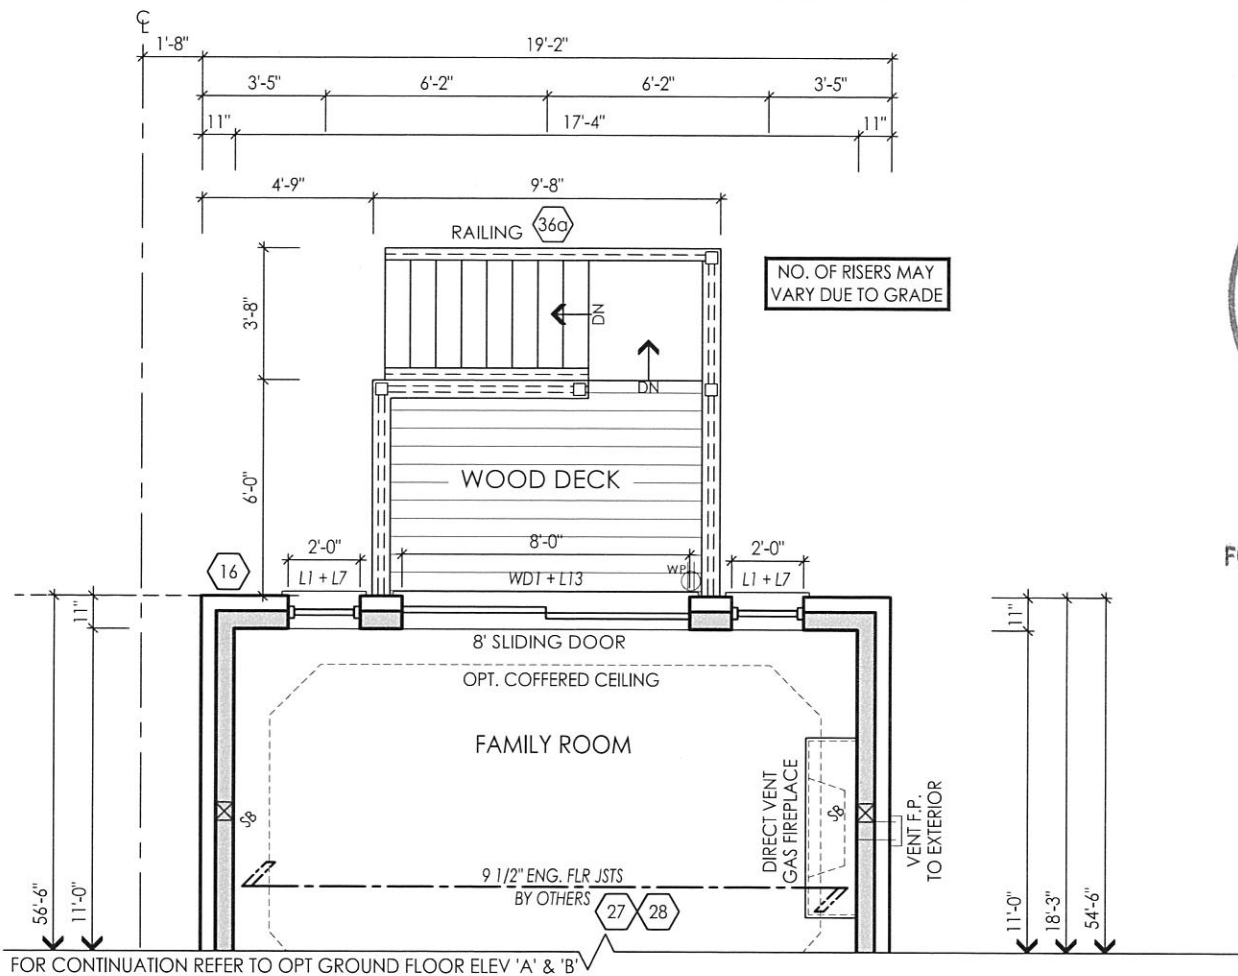 CL
1'-8"
19'-2"
3'-5"
6'-2"
6'-2"
3'-5"
11"
17'-4"
11"
4'-9"
9'-8"
RAILING
36a
NO. OF RISERS MAY
VARY DUE TO GRADE
3'-8"
DN
DN
6'-0"
WOOD DECK
16
2'-0"
8'-0"
2'-0"
L1 + L7
WD1 + L13
WP
L1 + L7
11"
11"
8' SLIDING DOOR
OPT. COFFERED CEILING
FAMILY ROOM
DIRECT VENT
GAS FIREPLACE
SB
SB
VENT F.P.
TO EXTERIOR
9 1/2" ENG. FLR JSTS
BY OTHERS
27
28
56'-6"
11'-0"
11'-0"
18'-3"
54'-6"
FOR CONTINUATION REFER TO OPT GROUND FLOOR ELEV 'A' & 'B'